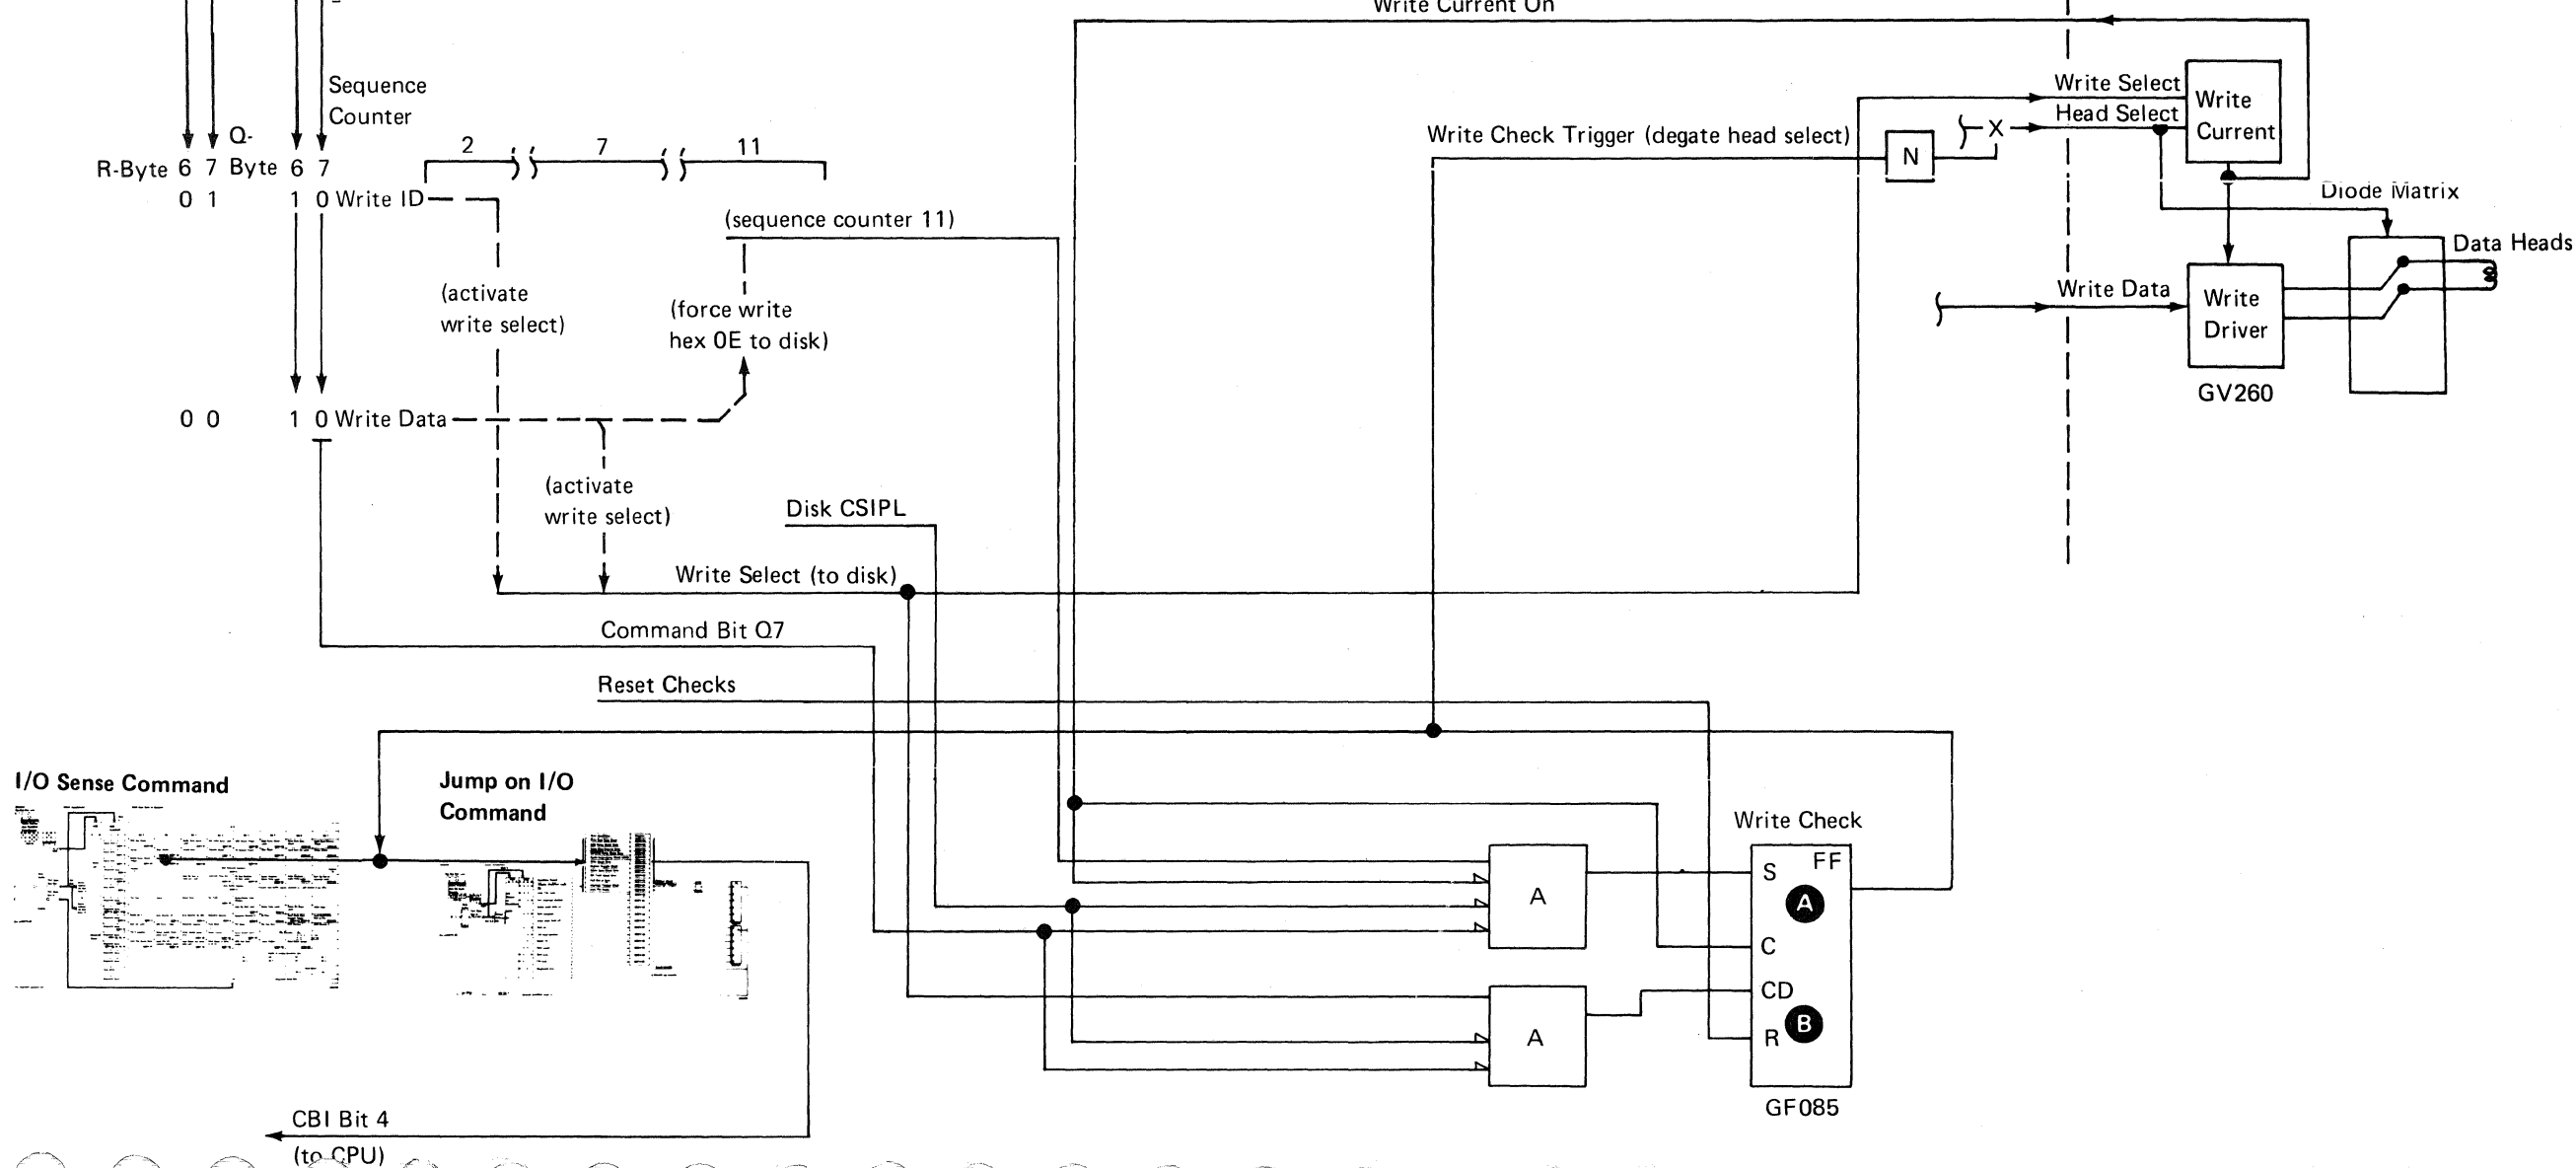 Write Current On
Sequence
Counter
Write Select
Head Select
Write
Current
Write Check Trigger (degate head select)
N
X
Q-
R-Byte 6 7 Byte 6 7
2 7 11
0 1 1 0 Write ID
Diode Matrix
(sequence counter 11)
Data Heads
(activate
write select)
(force write
hex 0E to disk)
Write Data
Write
Driver
GV260
0 0 1 0 Write Data
(activate
write select)
Disk CSIPL
Write Select (to disk)
Command Bit Q7
Reset Checks
I/O Sense Command
Jump on I/O
Command
Write Check
FF
S
A
A
C
CD
B
R
A
GF085
CBI Bit 4
(to CPU)